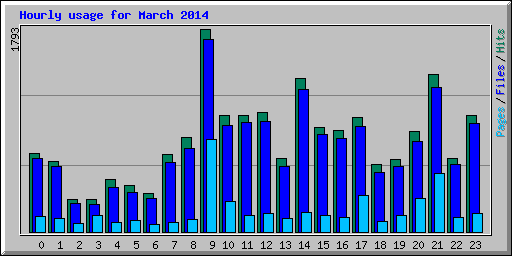 Hourly usage for March 2014
1793
Pages / Files / Hits
0 1 2 3 4 5 6 7 8 9 10 11 12 13 14 15 16 17 18 19 20 21 22 23